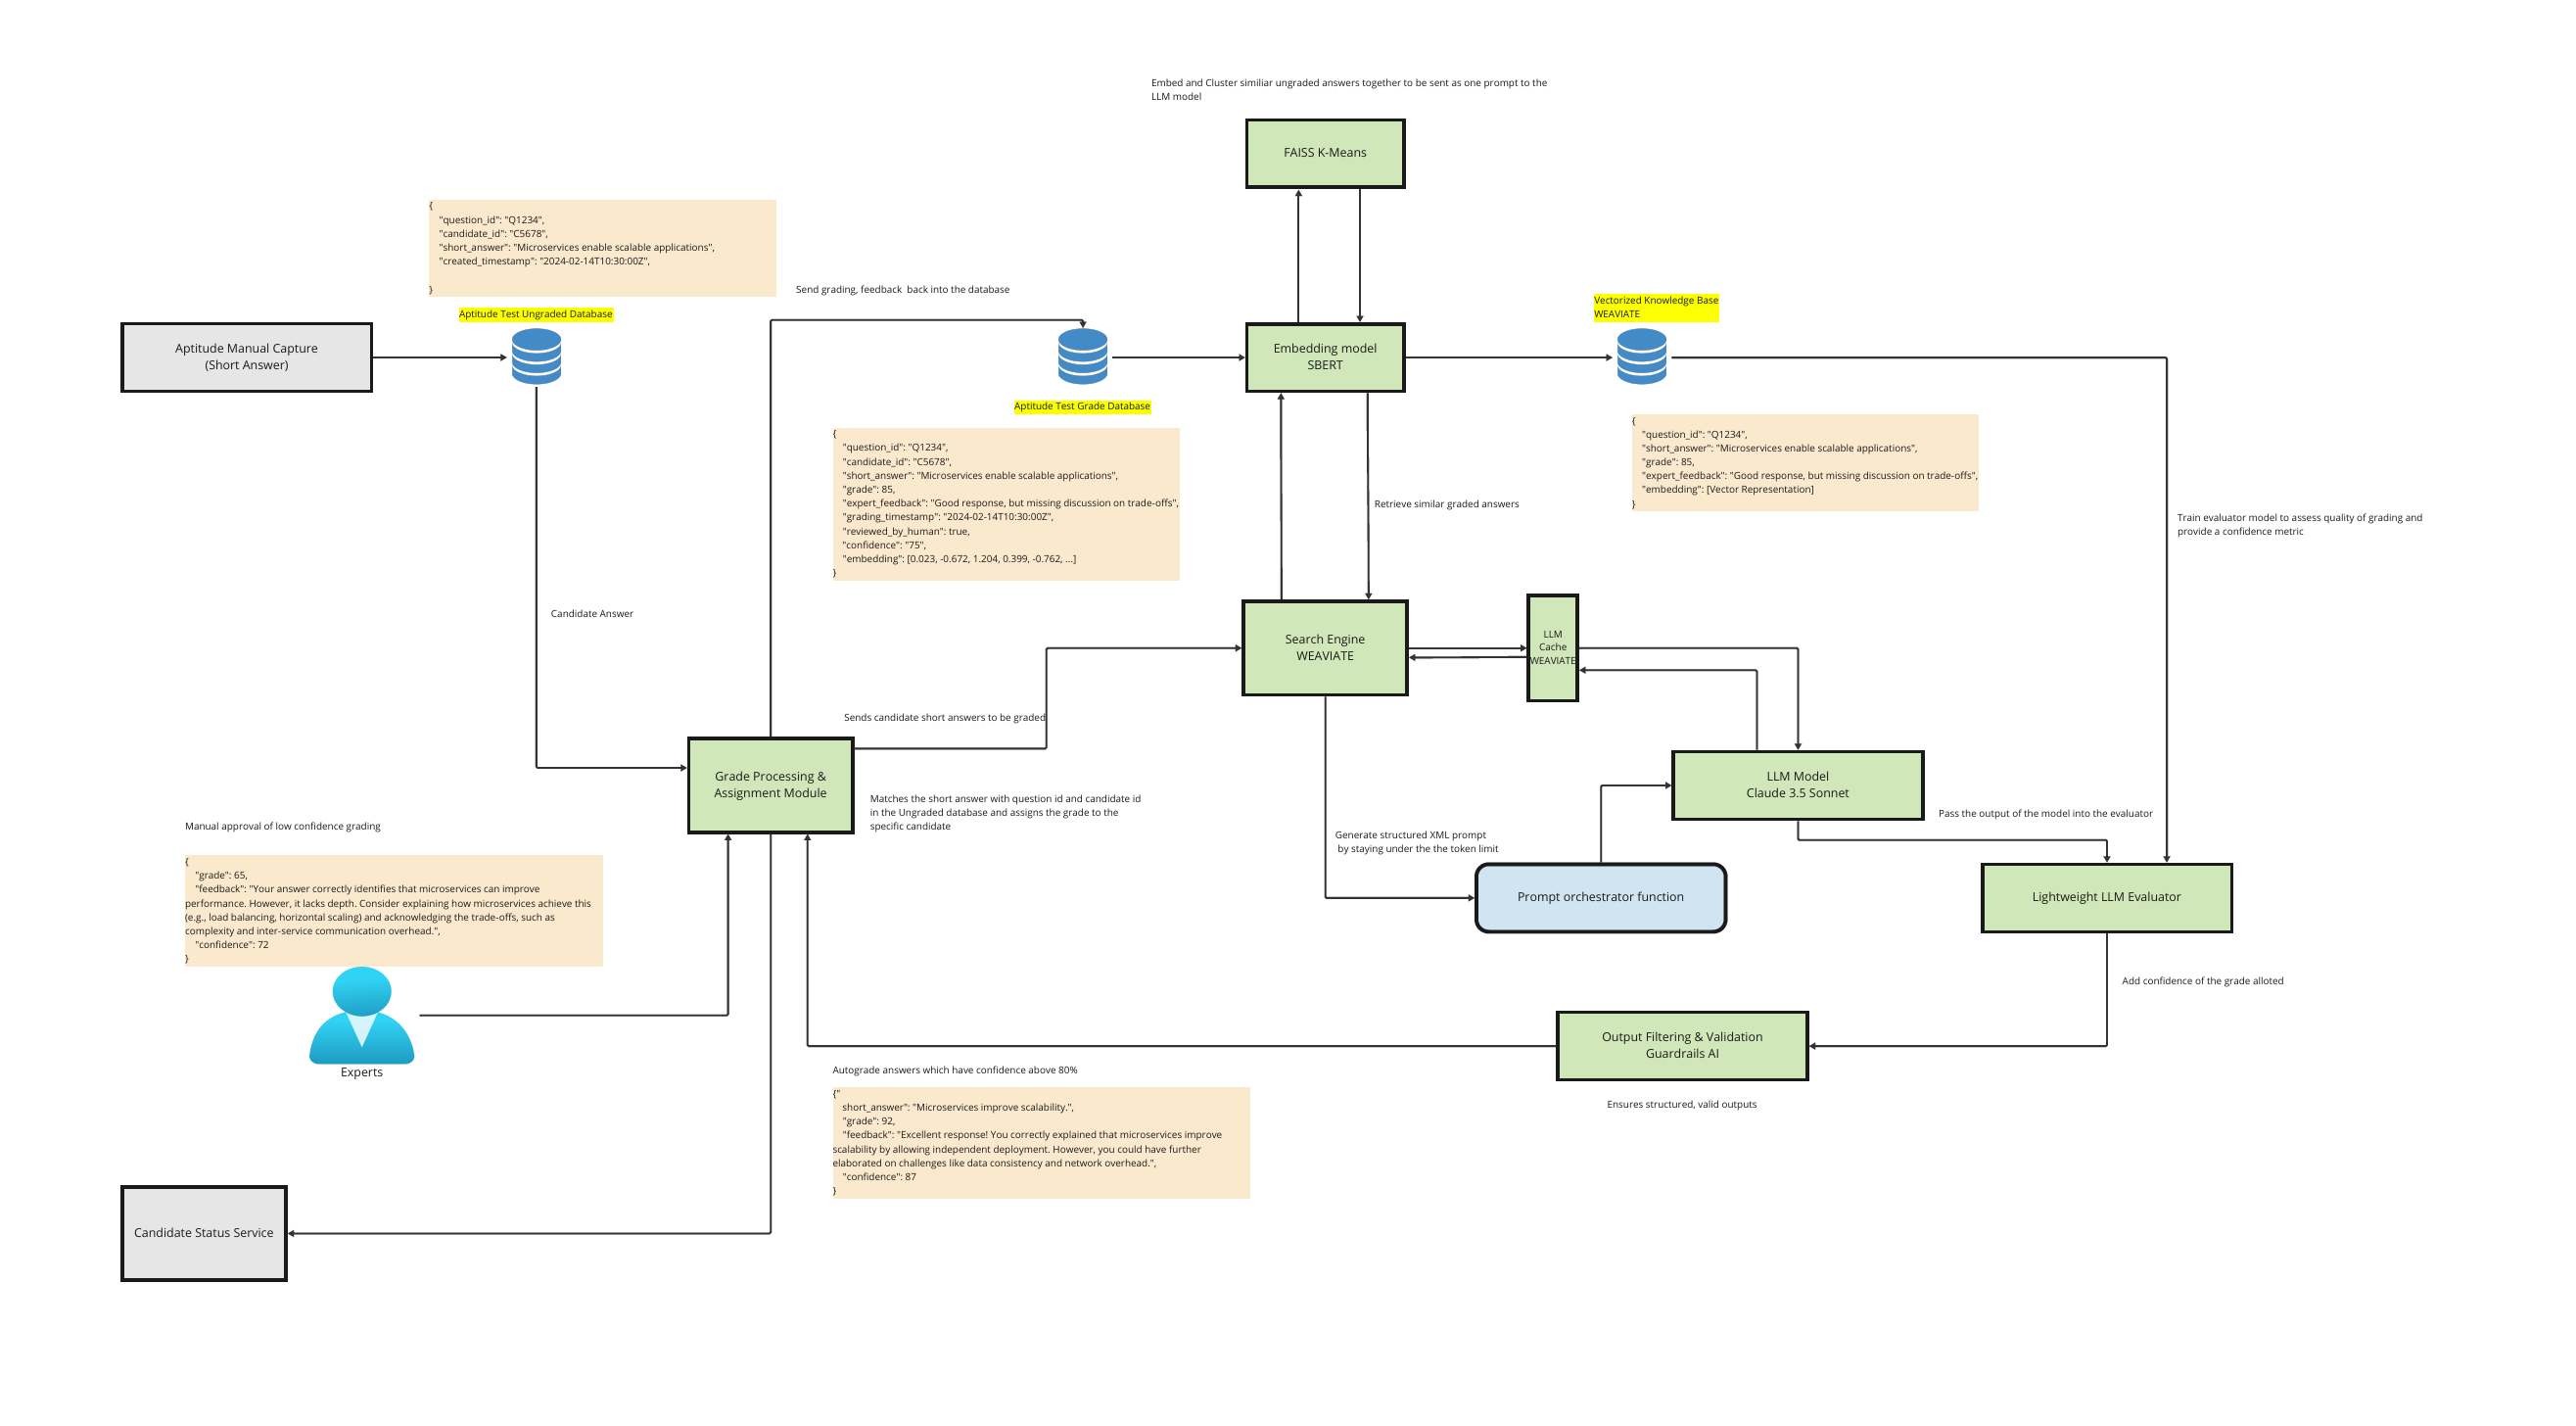 Embed and Cluster similiar ungraded answers together to be sent as one prompt to the
LLM model
FAISS K-Means
{
"question_id": "Q1234",
"candidate_id": "C5678",
"short_answer": "Microservices enable scalable applications",
"created_timestamp": "2024-02-14T10:30:00Z",
}
Send grading, feedback  back into the database
Aptitude Test Ungraded Database
Vectorized Knowledge Base
WEAVIATE
Aptitude Manual Capture
(Short Answer)
Embedding model
SBERT
Aptitude Test Grade Database
{
"question_id": "Q1234",
"candidate_id": "C5678",
"short_answer": "Microservices enable scalable applications",
"grade": 85,
"expert_feedback": "Good response, but missing discussion on trade-offs",
"grading_timestamp": "2024-02-14T10:30:00Z",
"reviewed_by_human": true,
"confidence": "75",
"embedding": [0.023, -0.672, 1.204, 0.399, -0.762, ...]
}
{
"question_id": "Q1234",
"short_answer": "Microservices enable scalable applications",
"grade": 85,
"expert_feedback": "Good response, but missing discussion on trade-offs",
"embedding": [Vector Representation]
}
Retrieve similar graded answers
Train evaluator model to assess quality of grading and
provide a confidence metric
Candidate Answer
Search Engine
WEAVIATE
LLM
Cache
WEAVIATE
Sends candidate short answers to be graded
Grade Processing &
Assignment Module
LLM Model
Claude 3.5 Sonnet
Matches the short answer with question id and candidate id
in the Ungraded database and assigns the grade to the
specific candidate
Pass the output of the model into the evaluator
Manual approval of low confidence grading
Generate structured XML prompt
by staying under the the token limit
{
"grade": 65,
"feedback": "Your answer correctly identifies that microservices can improve
performance. However, it lacks depth. Consider explaining how microservices achieve this
(e.g., load balancing, horizontal scaling) and acknowledging the trade-offs, such as
complexity and inter-service communication overhead.",
"confidence": 72
}
Prompt orchestrator function
Lightweight LLM Evaluator
Add confidence of the grade alloted
Experts
Output Filtering & Validation
Guardrails AI
Autograde answers which have confidence above 80%
{"
short_answer": "Microservices improve scalability.",
"grade": 92,
"feedback": "Excellent response! You correctly explained that microservices improve
scalability by allowing independent deployment. However, you could have further
elaborated on challenges like data consistency and network overhead.",
"confidence": 87
}
Ensures structured, valid outputs
Candidate Status Service